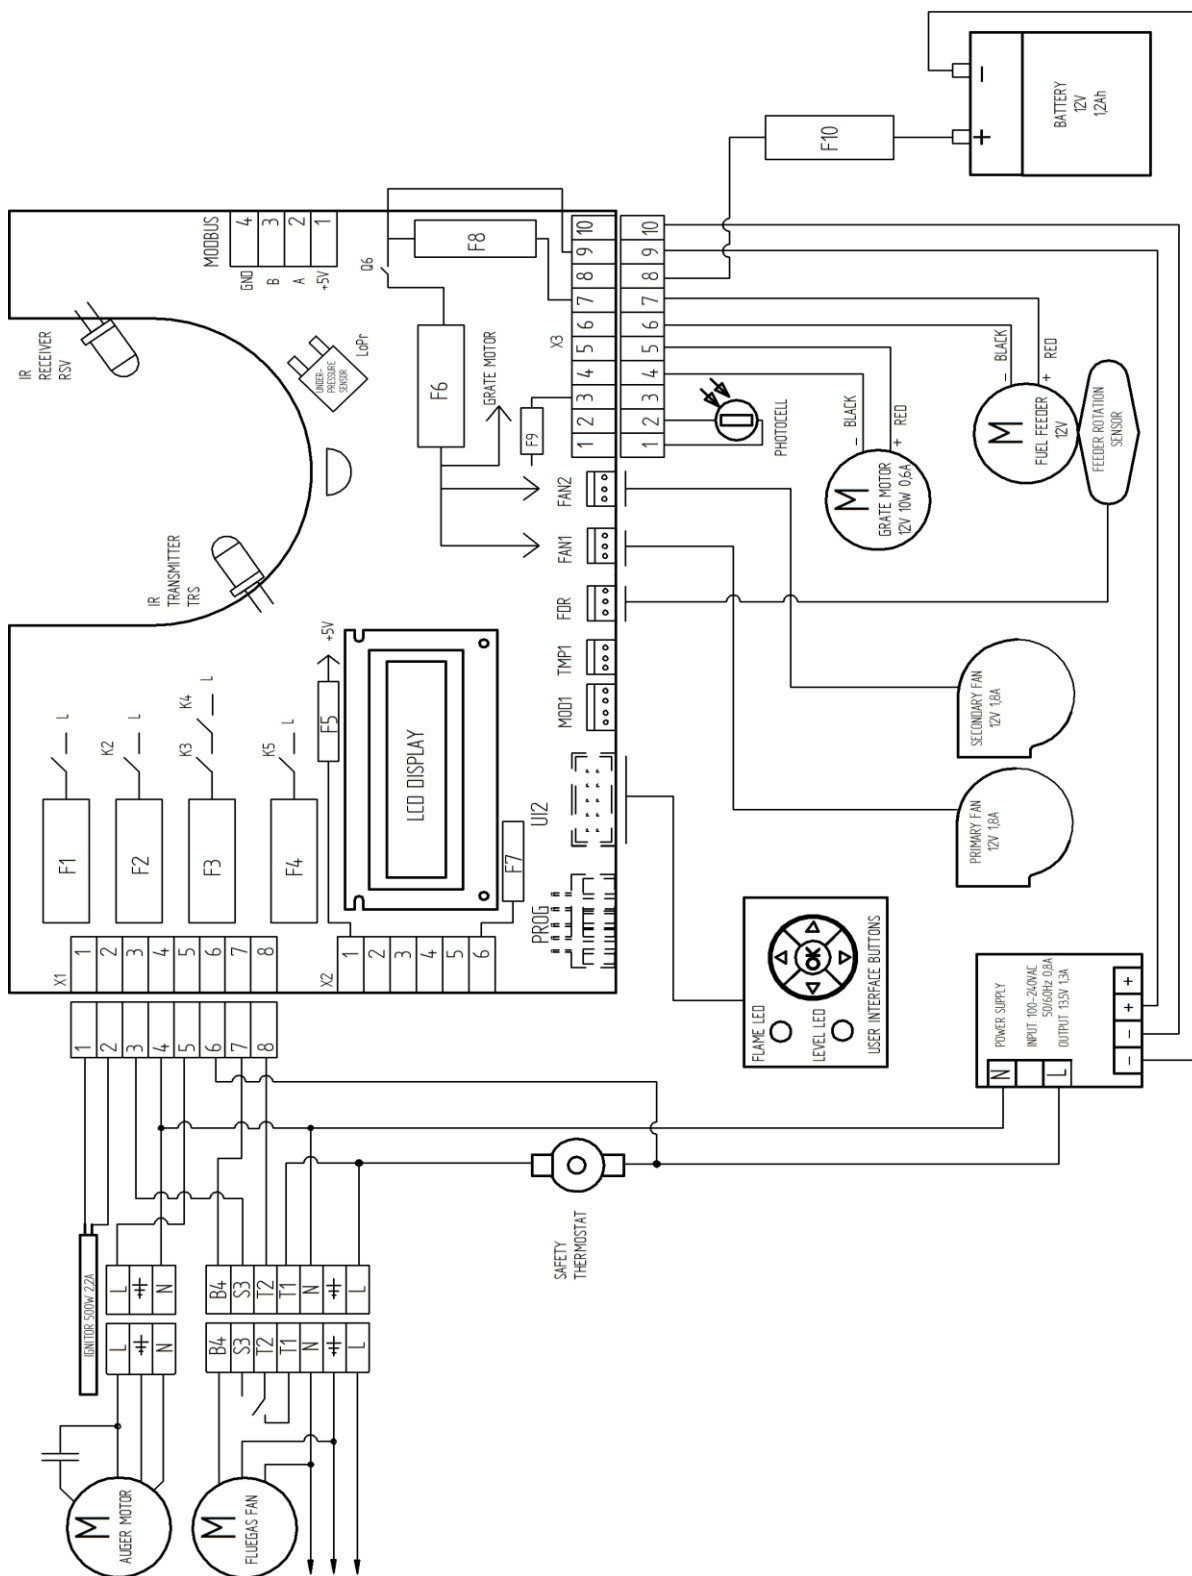 MODBUS
4
3
2
1
GND
B
A
+5V
IR
RECEIVER
RSV
UNDER-
PRESSURE
SENSOR
LoPr
IR
TRANSMITTER
TRS
Q6
F8
F6
GRATE MOTOR
F9
X3
10
9
8
7
6
5
4
3
2
1
10
9
8
7
6
5
4
3
2
1
F10
-
+
BATTERY
12V
1,2Ah
PHOTOCELL
- BLACK
+ RED
M
GRATE MOTOR
12V 10W 0,6A
- BLACK
+ RED
M
FUEL FEEDER
12V
FEEDER ROTATION
SENSOR
FAN2
FAN1
FDR
TMP1
MOD1
UI2
PROG
L
K2
L
K3
K4
L
K5
L
F1
F2
F3
F4
F5
+5V
LCD DISPLAY
F7
X1
1
2
3
4
5
6
7
8
X2
1
2
3
4
5
6
1
2
3
4
5
6
7
8
SECONDARY FAN
12V 1,8A
PRIMARY FAN
12V 1,8A
FLAME LED
LEVEL LED
OK
USER INTERFACE BUTTONS
POWER SUPPLY
INPUT: 100-240VAC
50/60Hz 0,8A
OUTPUT: 13,5V 1,3A
N
L
-
-
+
+
SAFETY
THERMOSTAT
IGNITOR 500W 2,2A
L
N
L
N
B4
S3
T2
T1
N
L
B4
S3
T2
T1
N
L
M
AUGER MOTOR
M
FLUEGAS FAN